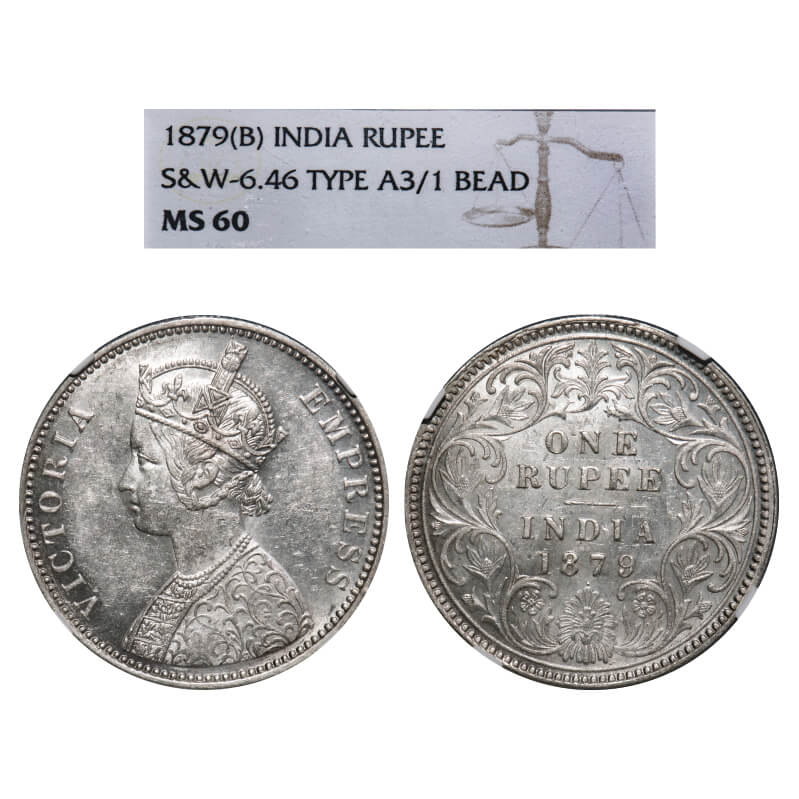 1879(B) INDIA RUPEE
S&W-6.46 TYPE A3/1 BEAD
MS 60
VICTORIA EMPRESS
ONE
RUPEE
INDIA
1879